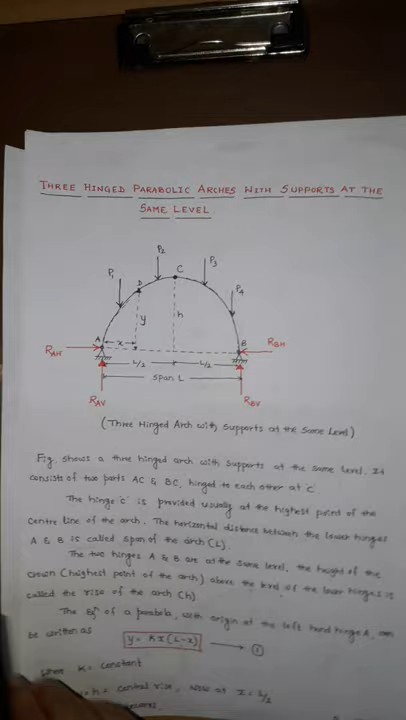 THREE HINGED PARABOLIC ARCHES WITH SUPPORTS AT THE
SAME LEVEL
P1
P2
P3
P4
D
C
y
h
A
x
B
RAH
RBH
L/2
L/2
span L
RAV
RBV
(Three Hinged Arch with Supports at the Same Level)
Fig. shows a three hinged arch with supports at the same level. It
consists of two parts AC & BC, hinged to each other at C.
The hinge 'c' is provided usually at the highest point of the
centre line of the arch. The horizontal distance between the lower hinges
A & B is called span of the arch (L).
The two hinges A & B are at the same level, the height of the
crown (highest point of the arch) above the level of the lower hinges is
called the rise of the arch (h).
The Eqn of a parabola, with origin at the left hand hinge A, can
be written as
y = Kx(L-x) → ①
where K = constant
h = central rise, Now at x = L/2